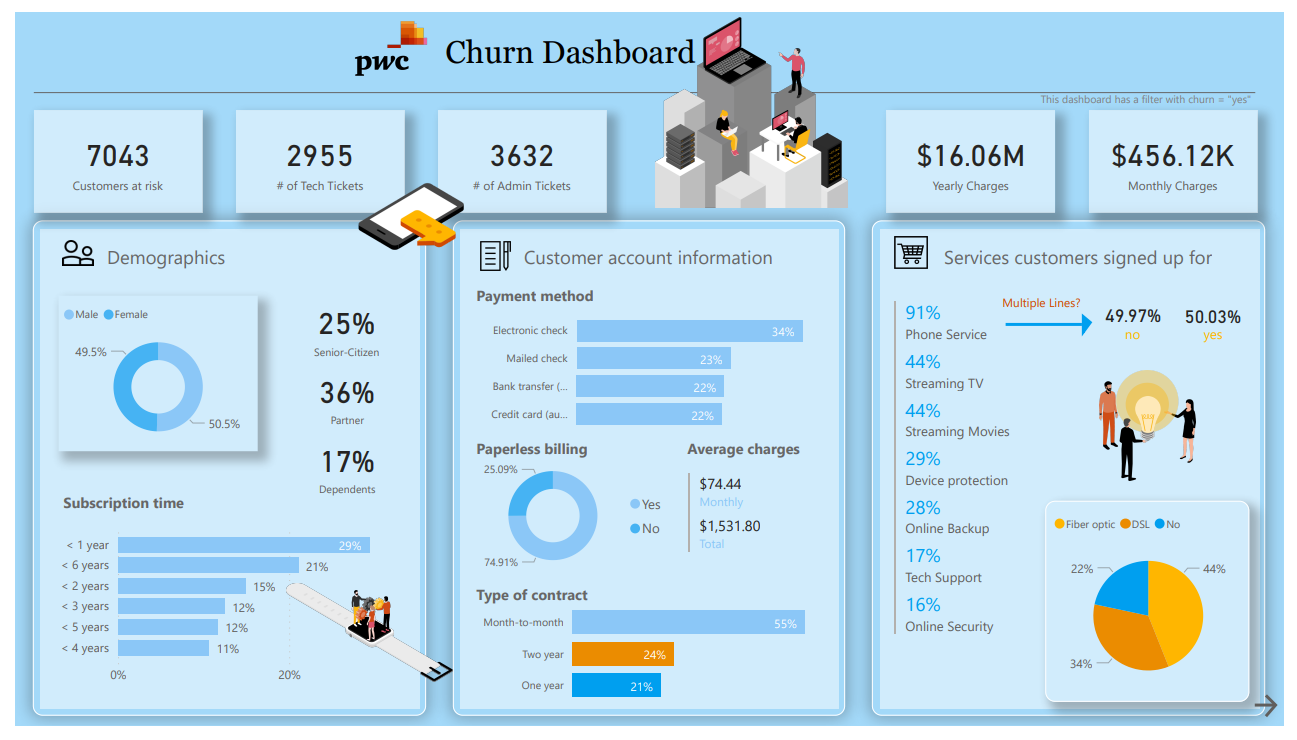 pwc
Churn Dashboard
This dashboard has a filter with churn = "yes"
7043
Customers at risk
2955
# of Tech Tickets
3632
# of Admin Tickets
$16.06M
Yearly Charges
$456.12K
Monthly Charges
Demographics
Male Female
49.5%
50.5%
25%
Senior-Citizen
36%
Partner
17%
Dependents
Subscription time
< 1 year 29%
< 6 years 21%
< 2 years 15%
< 3 years 12%
< 5 years 12%
< 4 years 11%
0% 20%
Customer account information
Payment method
Electronic check 34%
Mailed check 23%
Bank transfer (... 22%
Credit card (au... 22%
Paperless billing
25.09%
74.91%
Yes
No
Average charges
$74.44
Monthly
$1,531.80
Total
Type of contract
Month-to-month 55%
Two year 24%
One year 21%
Services customers signed up for
91%
Phone Service
Multiple Lines?
49.97%
no
50.03%
yes
44%
Streaming TV
44%
Streaming Movies
29%
Device protection
28%
Online Backup
17%
Tech Support
16%
Online Security
Fiber optic DSL No
22%
44%
34%